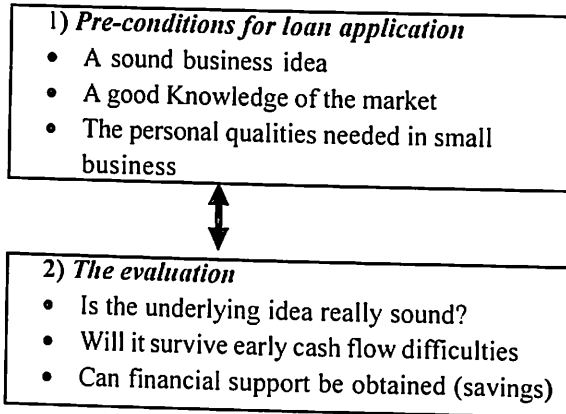 1) Pre-conditions for loan application
• A sound business idea
• A good Knowledge of the market
• The personal qualities needed in small
business
2) The evaluation
• Is the underlying idea really sound?
• Will it survive early cash flow difficulties
• Can financial support be obtained (savings)